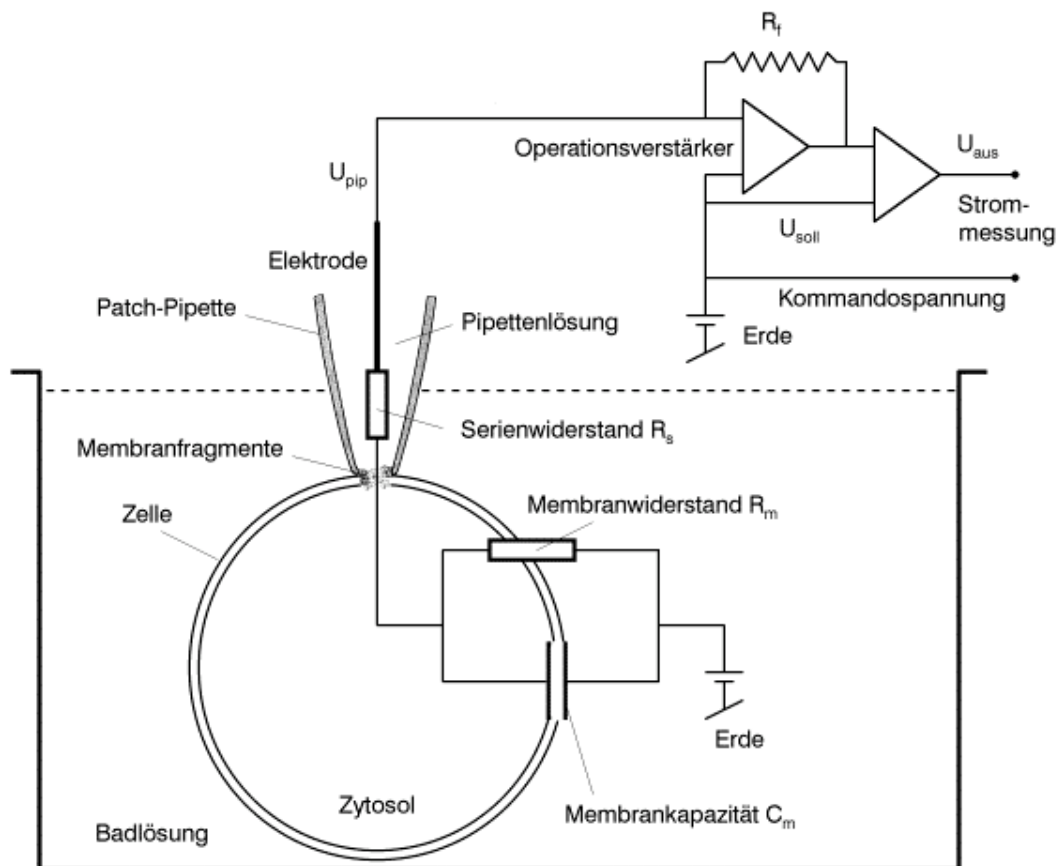 R_f
Operationsverstärker
U_aus
U_pip
Strom-
messung
U_soll
Elektrode
Kommandospannung
Patch-Pipette
Pipettenlösung
Erde
Serienwiderstand R_s
Membranfragmente
Membranwiderstand R_m
Zelle
Erde
Zytosol
Membrankapazität C_m
Badlösung